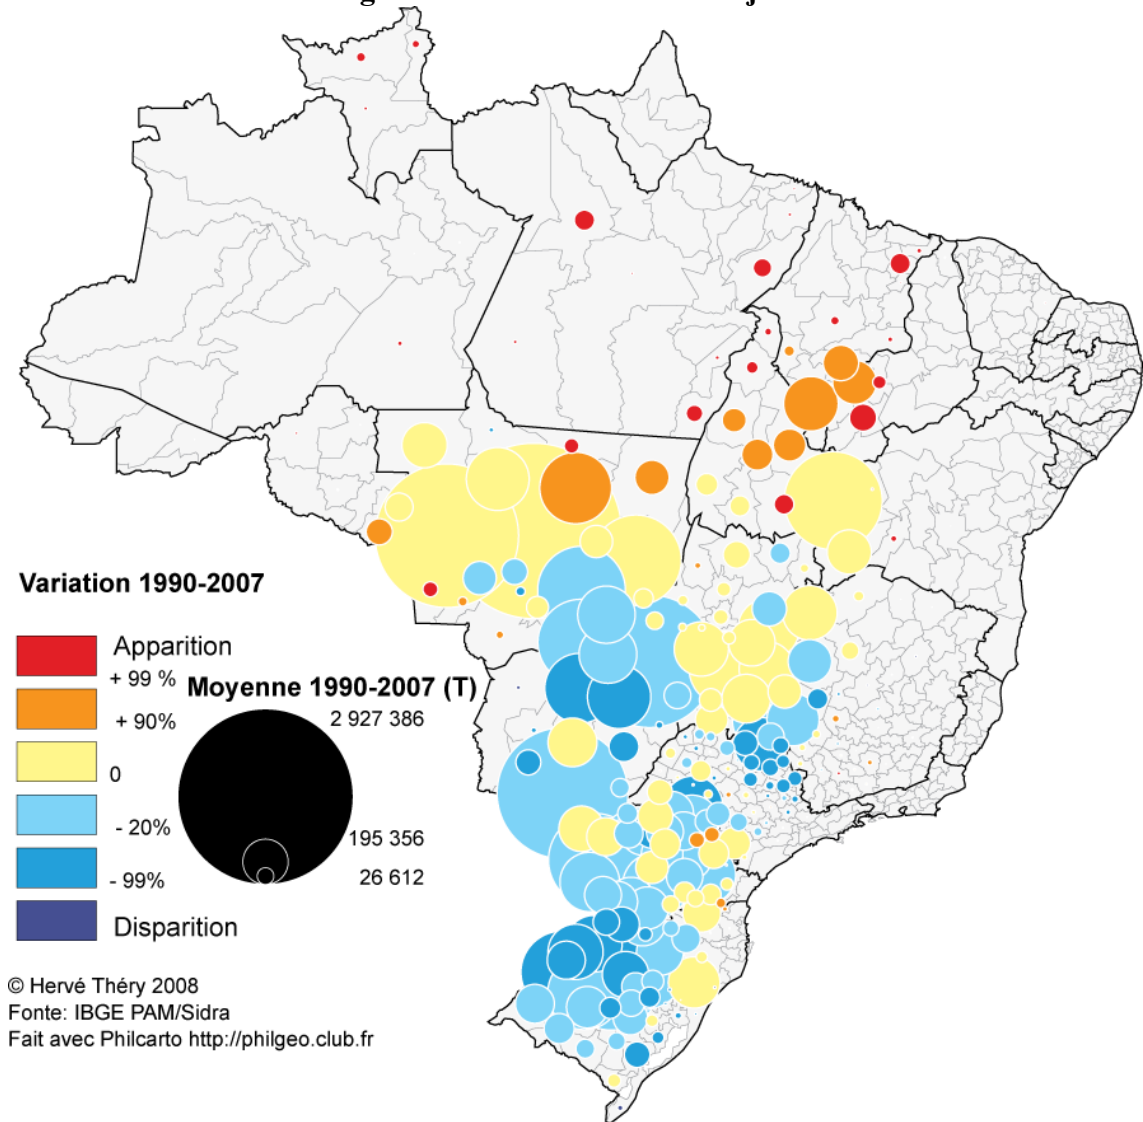 Variation 1990-2007
Apparition
+ 99 %
+ 90%
0
- 20%
- 99%
Disparition
Moyenne 1990-2007 (T)
2 927 386
195 356
26 612
© Hervé Théry 2008
Fonte: IBGE PAM/Sidra
Fait avec Philcarto http://philgeo.club.fr